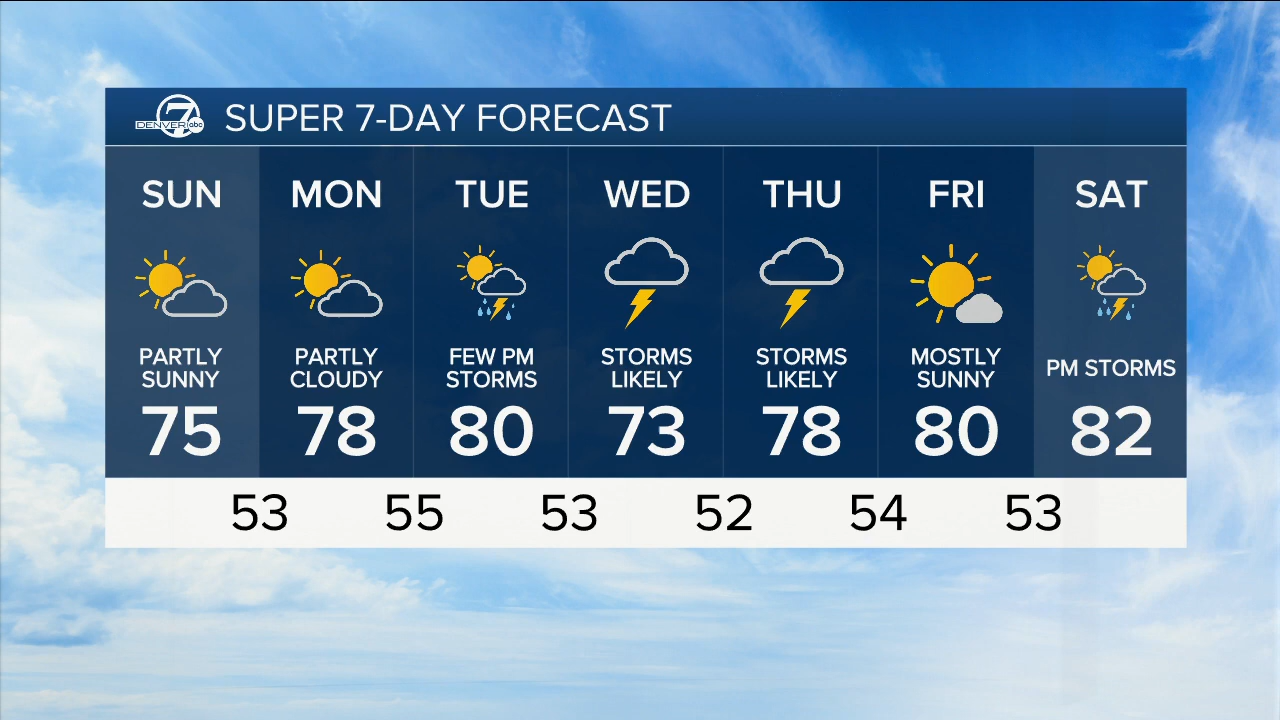 DENVER 7 abc
SUPER 7-DAY FORECAST
SUN
MON
TUE
WED
THU
FRI
SAT
PARTLY
SUNNY
PARTLY
CLOUDY
FEW PM
STORMS
STORMS
LIKELY
STORMS
LIKELY
MOSTLY
SUNNY
PM STORMS
75
78
80
73
78
80
82
53
55
53
52
54
53